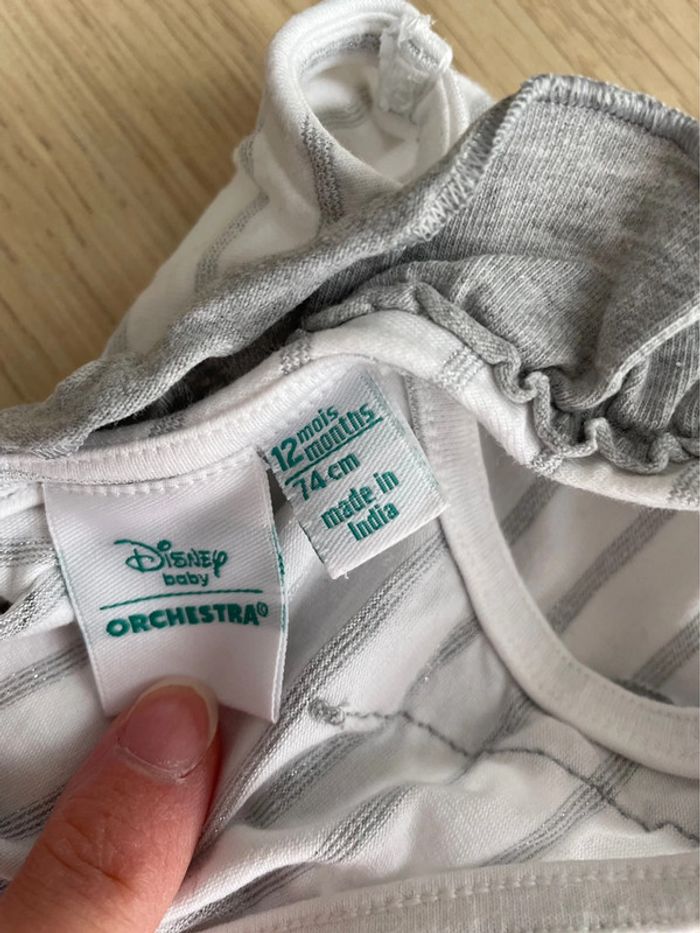 Disney
baby
ORCHESTRA®
12 mois
months
74 cm
made in
India